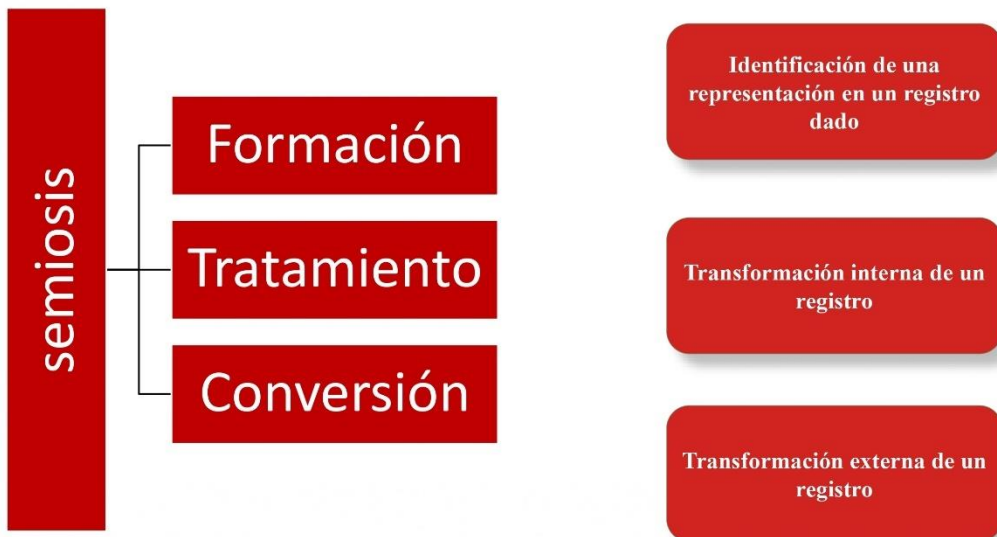 semiosis
Formación
Tratamiento
Conversión
Identificación de una
representación en un registro
dado
Transformación interna de un
registro
Transformación externa de un
registro